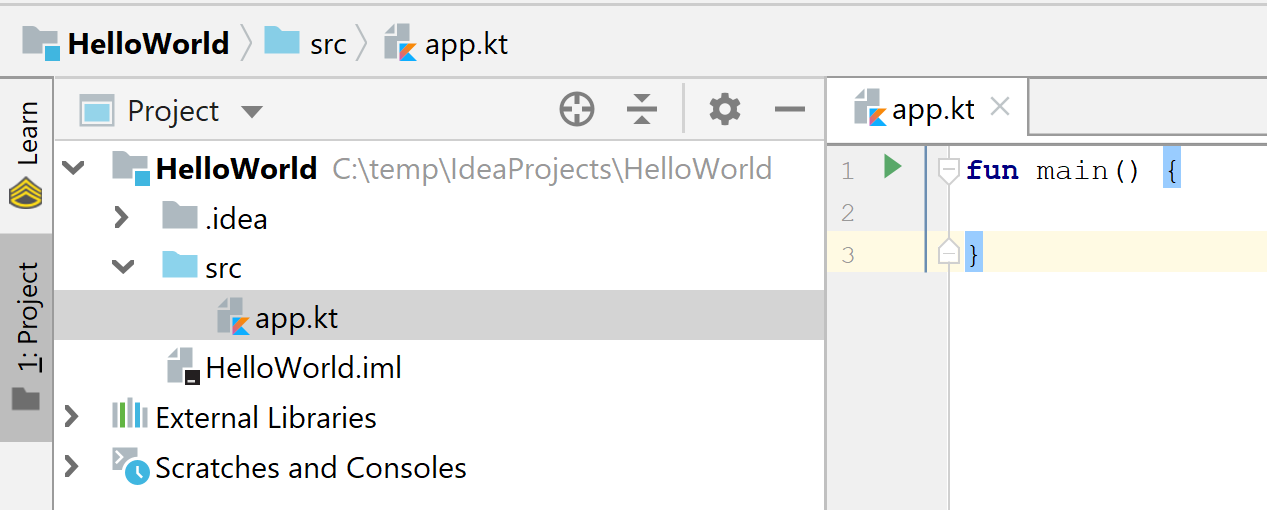 HelloWorld src app.kt
Learn
1: Project
Project
HelloWorld C:\temp\IdeaProjects\HelloWorld
.idea
src
app.kt
HelloWorld.iml
External Libraries
Scratches and Consoles
app.kt
1 fun main() {
2
3 }